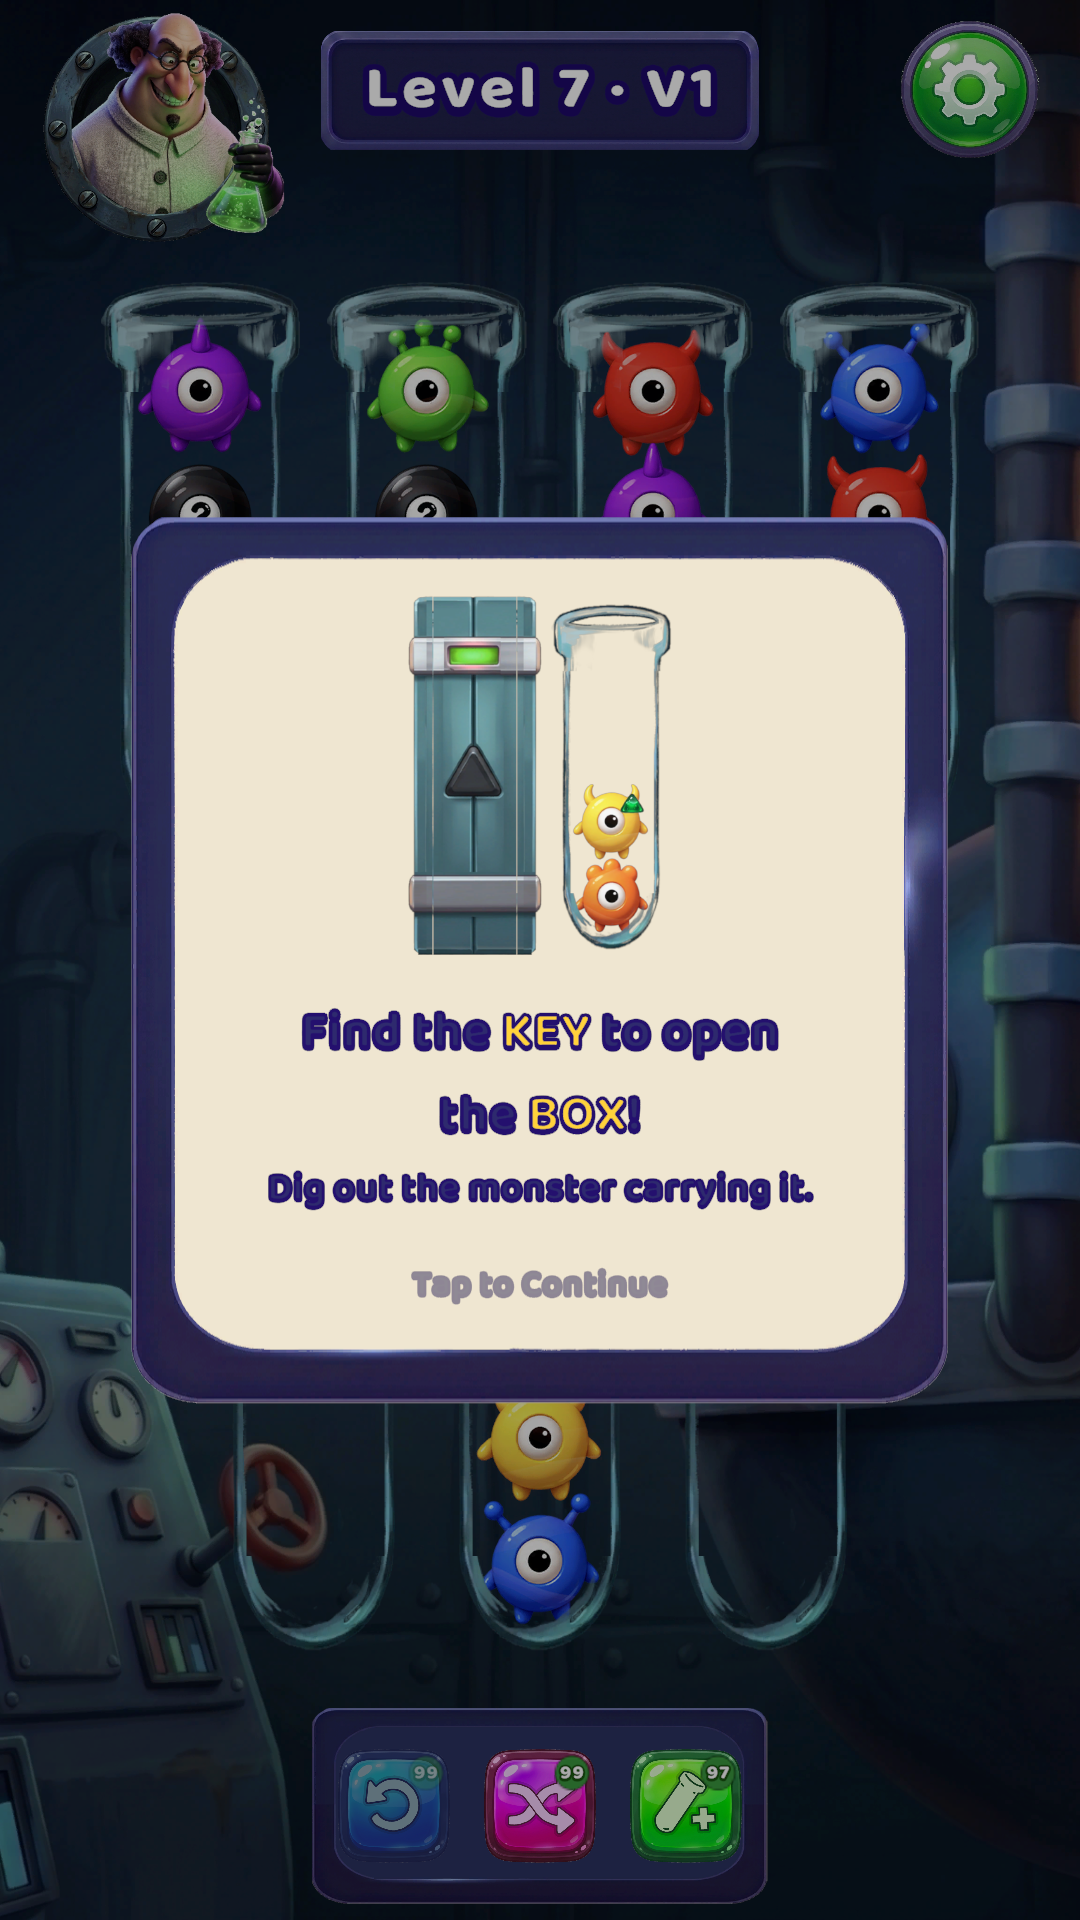 Level 7 · V1
?
?
Find the KEY to open
the BOX!
Dig out the monster carrying it.
Tap to Continue
99
99
97